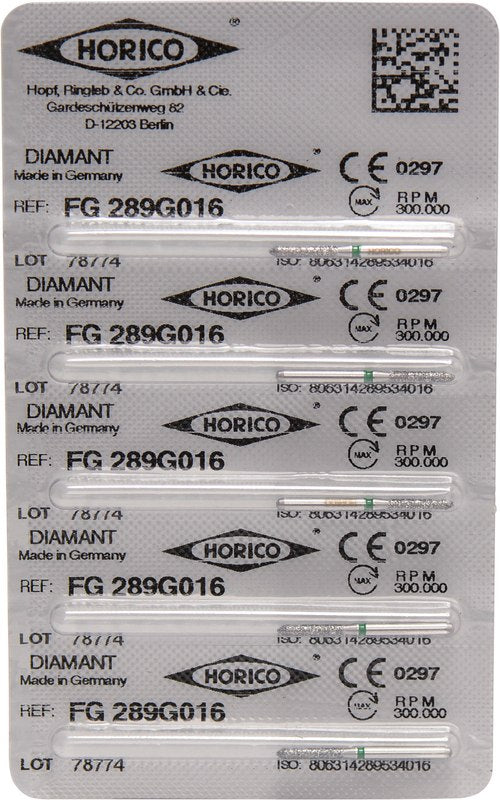 HORICO ®
Hopf, Ringleb & Co. GmbH & Cie.
Gardeschützenweg 82
D-12203 Berlin
DIAMANT HORICO ® CE 0297
Made in Germany
MAX RPM 300.000
REF: FG 289G016
HORICO
LOT 78774 ISO: 806314289534016
DIAMANT HORICO ® CE 0297
Made in Germany
MAX RPM 300.000
REF: FG 289G016
LOT 78774 ISO: 806314289534016
DIAMANT HORICO ® CE 0297
Made in Germany
MAX RPM 300.000
REF: FG 289G016
HORICO
LOT 78774 ISO: 806314289534016
DIAMANT HORICO ® CE 0297
Made in Germany
MAX RPM 300.000
REF: FG 289G016
LOT 78774 ISO: 806314289534016
DIAMANT HORICO ® CE 0297
Made in Germany
MAX RPM 300.000
REF: FG 289G016
LOT 78774 ISO: 806314289534016